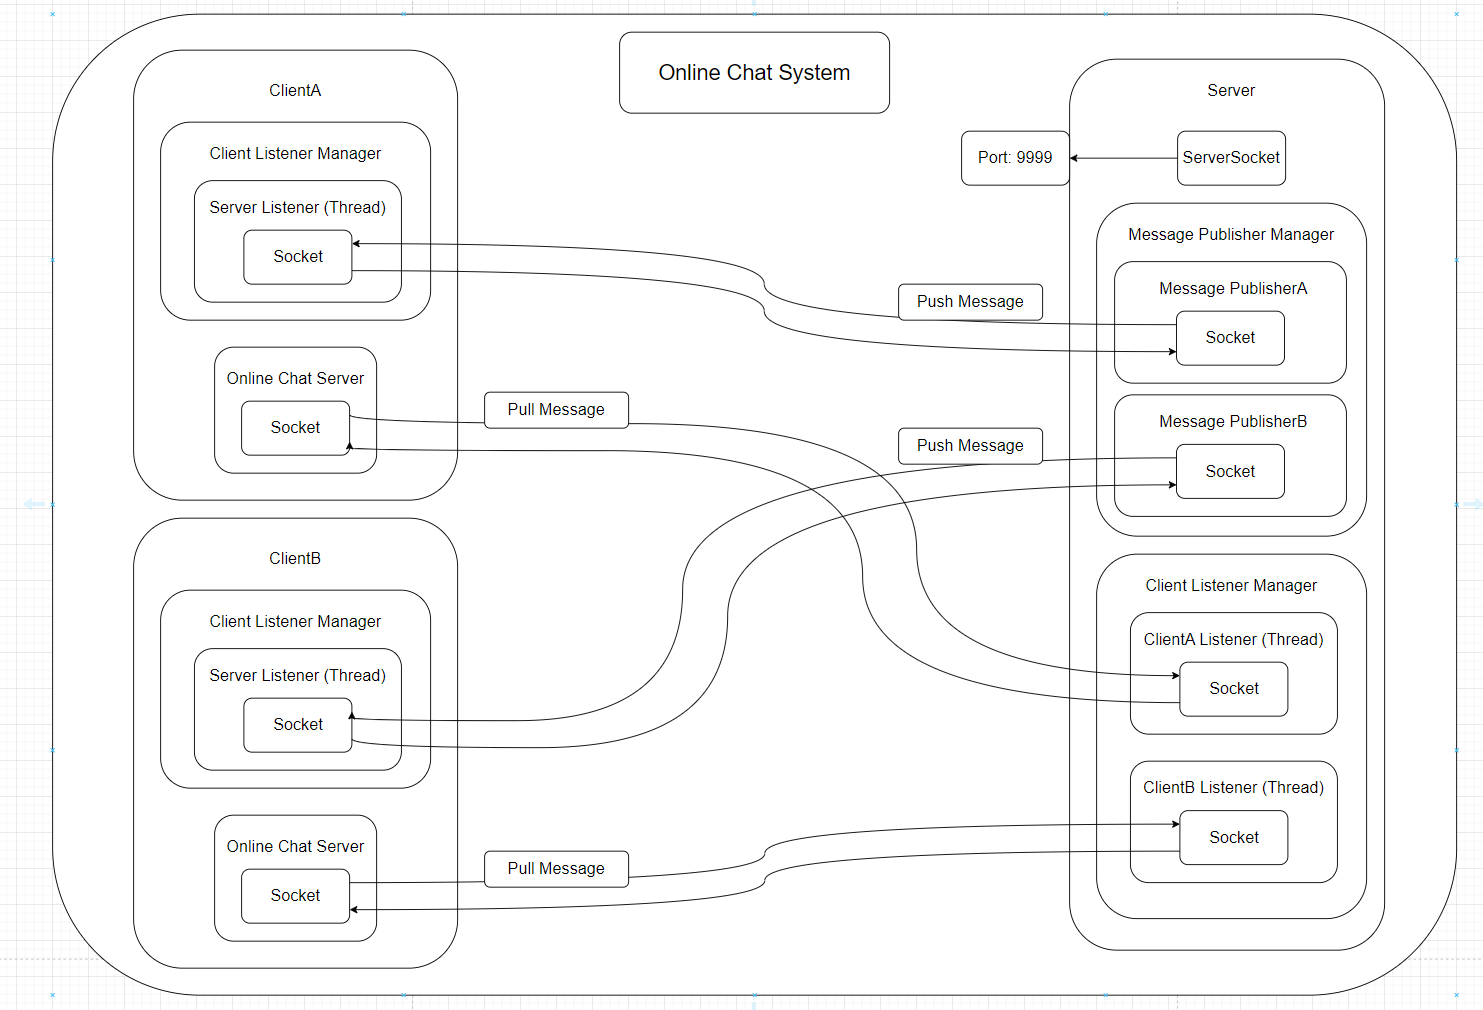 Online Chat System
ClientA
Client Listener Manager
Server Listener (Thread)
Socket
Online Chat Server
Socket
ClientB
Client Listener Manager
Server Listener (Thread)
Socket
Online Chat Server
Socket
Push Message
Pull Message
Push Message
Pull Message
Server
Port: 9999
ServerSocket
Message Publisher Manager
Message PublisherA
Socket
Message PublisherB
Socket
Client Listener Manager
ClientA Listener (Thread)
Socket
ClientB Listener (Thread)
Socket